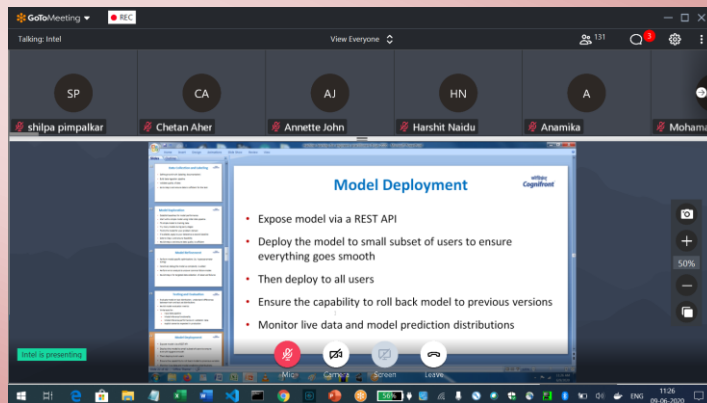 GoToMeeting
REC
Talking: Intel
View Everyone
131
3
SP
CA
AJ
HN
A
shilpa pimpalkar
Chetan Aher
Annette John
Harshit Naidu
Anamika
Mohama
Model Deployment
Cognifront
• Expose model via a REST API
• Deploy the model to small subset of users to ensure
everything goes smooth
• Then deploy to all users
• Ensure the capability to roll back model to previous versions
• Monitor live data and model prediction distributions
50%
Intel is presenting
Mic
Camera
Screen
Leave
56%
ENG
11:26
09-06-2020